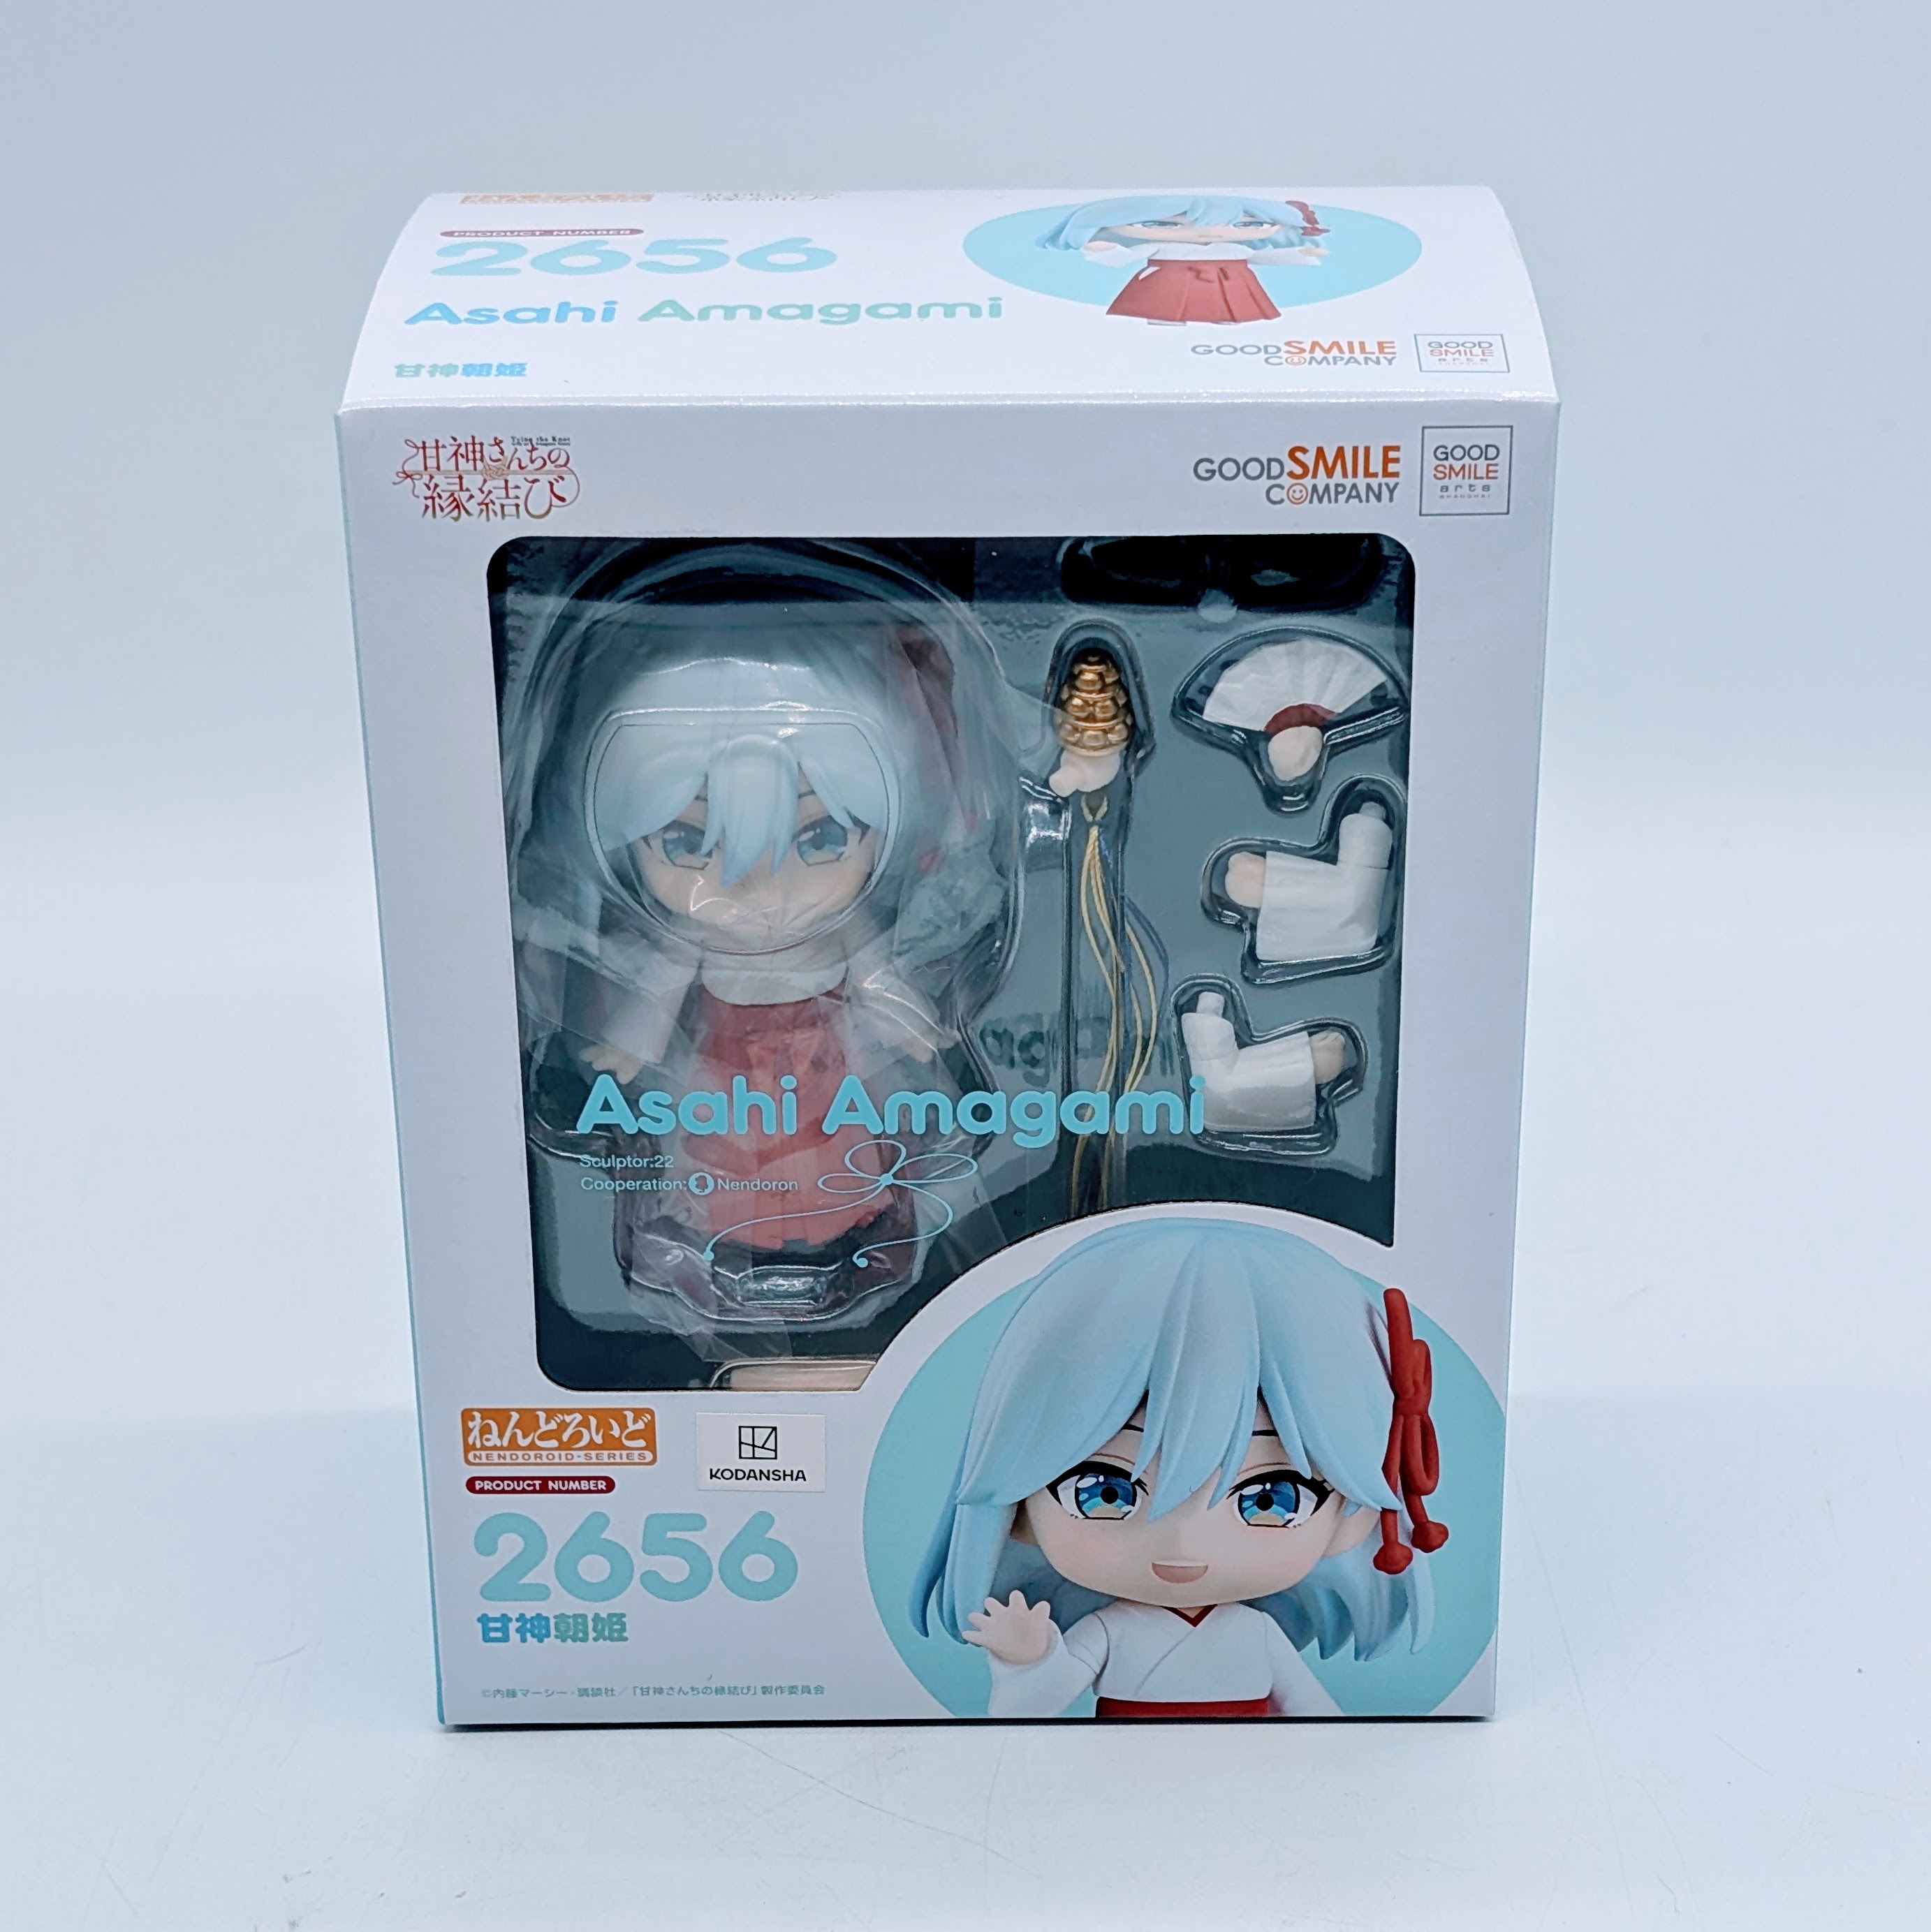 PRODUCT NUMBER
2656
Asahi Amagami
甘神朝姫
GOOD SMILE
COMPANY
GOOD
SMILE
arts
Tying the Knot
甘神さんちの
縁結び
GOOD SMILE
COMPANY
GOOD
SMILE
arts
SHANGHAI
Asahi Amagami
Sculptor:22
Cooperation: Nendoron
ねんどろいど
NENDOROID-SERIES
KODANSHA
PRODUCT NUMBER
2656
甘神朝姫
©内藤マーシー・講談社/「甘神さんちの縁結び」製作委員会